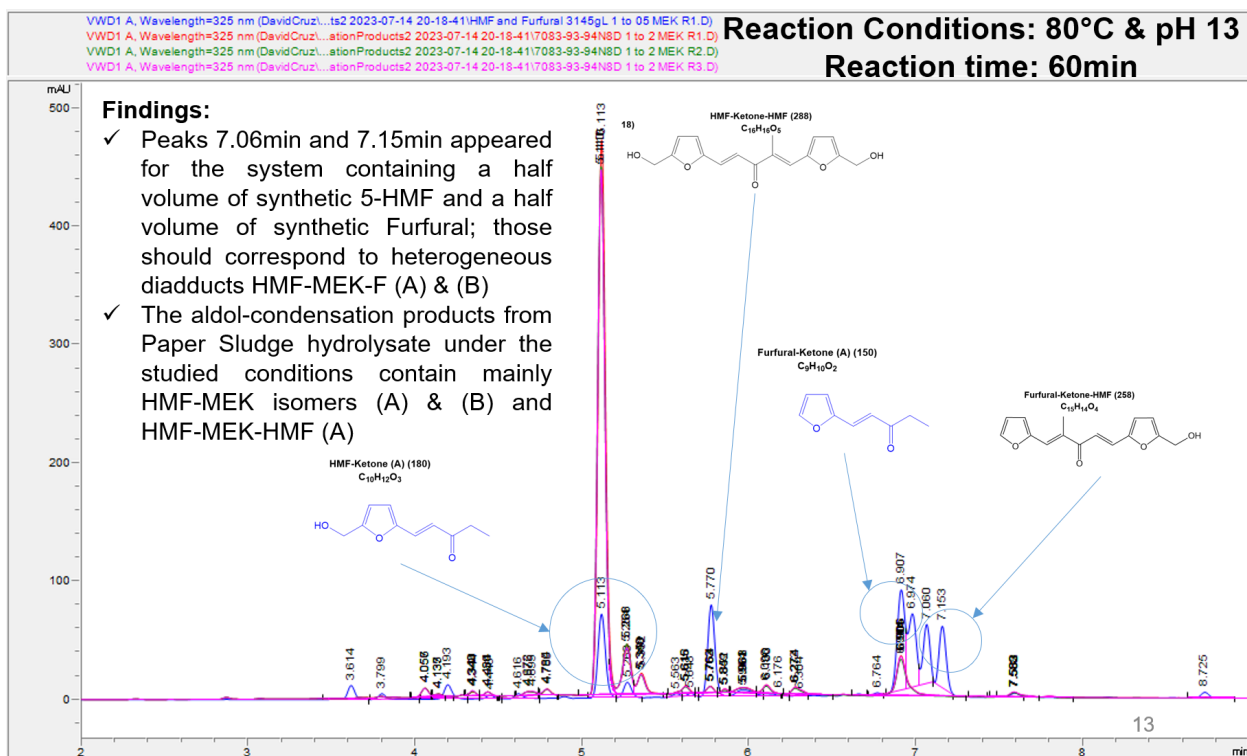 VWD1 A, Wavelength=325 nm (DavidCruz\...ts2 2023-07-14 20-18-41\HMF and Furfural 3145gL 1 to 05 MEK R1.D)
VWD1 A, Wavelength=325 nm (DavidCruz\...ationProducts2 2023-07-14 20-18-41\7083-93-94N8D 1 to 2 MEK R1.D)
VWD1 A, Wavelength=325 nm (DavidCruz\...ationProducts2 2023-07-14 20-18-41\7083-93-94N8D 1 to 2 MEK R2.D)
VWD1 A, Wavelength=325 nm (DavidCruz\...ationProducts2 2023-07-14 20-18-41\7083-93-94N8D 1 to 2 MEK R3.D)
Reaction Conditions: 80°C & pH 13
Reaction time: 60min
mAU
500
400
300
200
100
0
Findings:
✓ Peaks 7.06min and 7.15min appeared
for the system containing a half
volume of synthetic 5-HMF and a half
volume of synthetic Furfural; those
should correspond to heterogeneous
diadducts HMF-MEK-F (A) & (B)
✓ The aldol-condensation products from
Paper Sludge hydrolysate under the
studied conditions contain mainly
HMF-MEK isomers (A) & (B) and
HMF-MEK-HMF (A)
18)
HMF-Ketone-HMF (288)
C₁₆H₁₆O₅
HO
O
O
O
OH
Furfural-Ketone (A) (150)
C₉H₁₀O₂
O
O
Furfural-Ketone-HMF (258)
C₁₅H₁₄O₄
O
O
O
OH
HMF-Ketone (A) (180)
C₁₀H₁₂O₃
HO
O
O
3.614
3.799
4.193
4.616
5.113
5.563
5.770
6.176
6.764
6.907
6.974
7.060
7.153
8.725
13
2
3
4
5
6
7
8
min